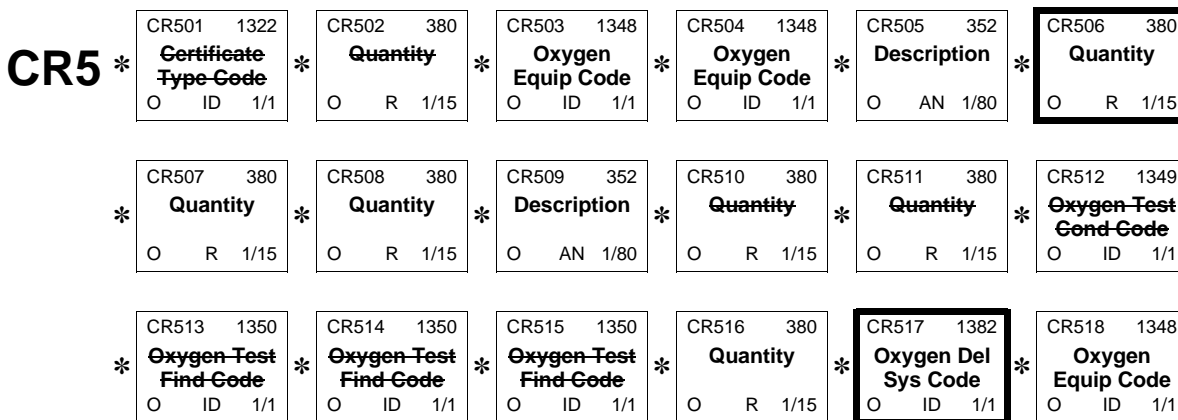 CR5 * CR501 1322 * CR502 380 * CR503 1348 * CR504 1348 * CR505 352 * CR506 380
Certificate Quantity Oxygen Oxygen Description Quantity
Type Code Equip Code Equip Code
O ID 1/1 O R 1/15 O ID 1/1 O ID 1/1 O AN 1/80 O R 1/15
* CR507 380 * CR508 380 * CR509 352 * CR510 380 * CR511 380 * CR512 1349
Quantity Quantity Description Quantity Quantity Oxygen Test
Cond Code
O R 1/15 O R 1/15 O AN 1/80 O R 1/15 O R 1/15 O ID 1/1
* CR513 1350 * CR514 1350 * CR515 1350 * CR516 380 * CR517 1382 * CR518 1348
Oxygen Test Oxygen Test Oxygen Test Quantity Oxygen Del Oxygen
Find Code Find Code Find Code Sys Code Equip Code
O ID 1/1 O ID 1/1 O ID 1/1 O R 1/15 O ID 1/1 O ID 1/1